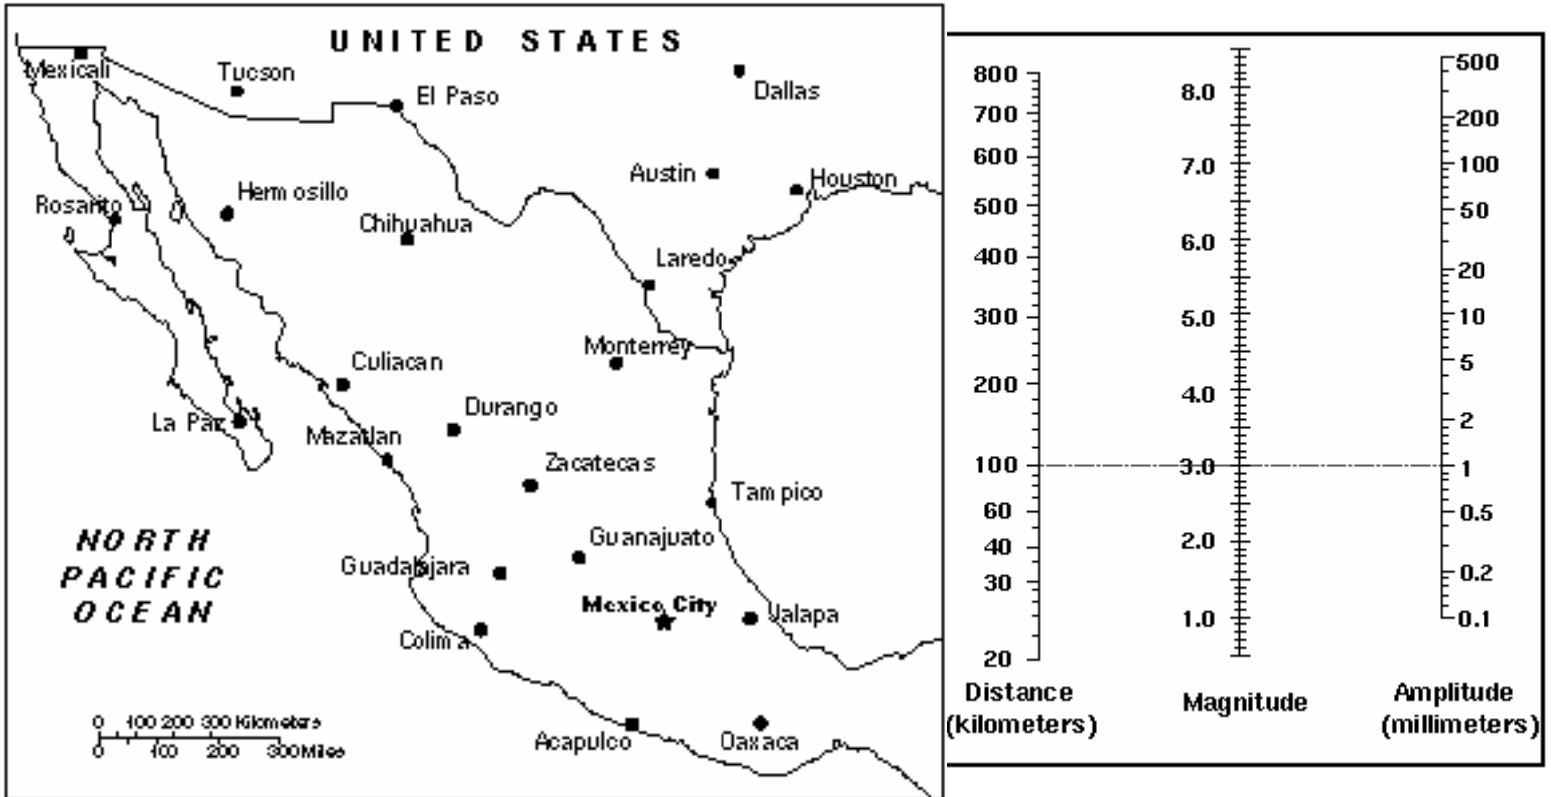 UNITED STATES
Mexicali
Tucson
El Paso
Dallas
Austin
Houston
Rosarito
Hermosillo
Chihuahua
Laredo
Monterrey
Culiacan
Durango
La Paz
Mazatlan
Zacatecas
Tampico
NORTH
PACIFIC
OCEAN
Guanajuato
Guadalajara
Mexico City
Jalapa
Colima
Acapulco
Oaxaca
0 100 200 300 Kilometers
0 100 200 300 Miles
800
700
600
500
400
300
200
100
60
40
30
20
Distance
(kilometers)
8.0
7.0
6.0
5.0
4.0
3.0
2.0
1.0
Magnitude
500
200
100
50
20
10
5
2
1
0.5
0.2
0.1
Amplitude
(millimeters)